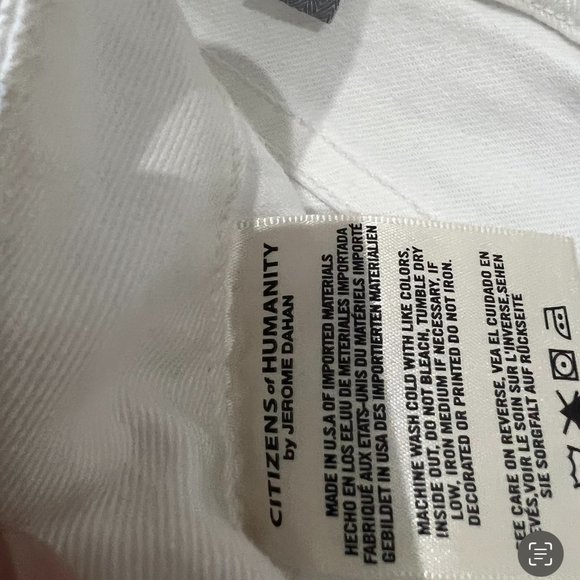 CITIZENS of HUMANITY
by JEROME DAHAN
MADE IN U.S.A OF IMPORTED MATERIALS
HECHO EN LOS EE.UU DE METERIALES IMPORTADA
FABRIQUÉ AUX ETATS-UNIS DU MATÉRIELS IMPORTÉ
GEBILDET IN USA DES IMPORTIERTEN MATERIALIEN
MACHINE WASH COLD WITH LIKE COLORS,
INSIDE OUT, DO NOT BLEACH, TUMBLE DRY
LOW, IRON MEDIUM IF NECESSARY, IF
DECORATED OR PRINTED DO NOT IRON.
SEE CARE ON REVERSE, VEA EL CUIDADO EN
EVÉS, VOIR LE SOIN SUR L'INVERSE, SEHEN
SIE SORGFALT AUF RÜCKSEITE